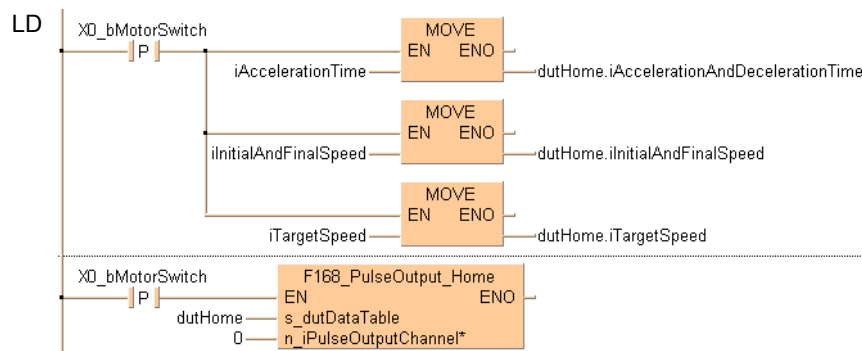 LD
X0_bMotorSwitch
P
MOVE
EN ENO
iAccelerationTime
dutHome.iAccelerationAndDecelerationTime
MOVE
EN ENO
iInitialAndFinalSpeed
dutHome.iInitialAndFinalSpeed
MOVE
EN ENO
iTargetSpeed
dutHome.iTargetSpeed
X0_bMotorSwitch
P
F168_PulseOutput_Home
EN ENO
dutHome
s_dutDataTable
0
n_iPulseOutputChannel*